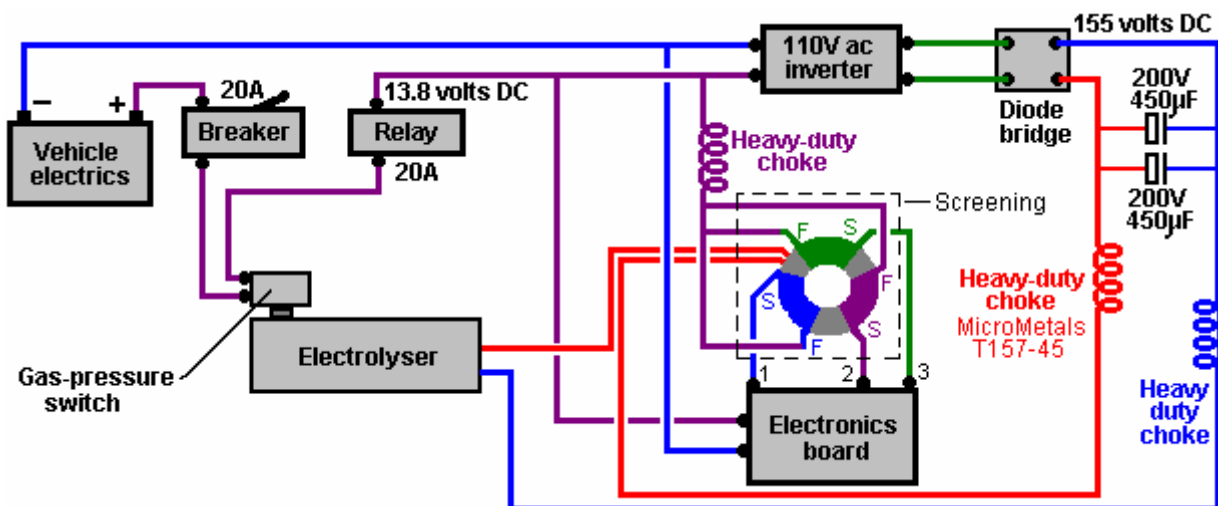 155 volts DC
110V ac
inverter
200V
450µF
−
+
20A
13.8 volts DC
Diode
bridge
Breaker
Relay
Vehicle
electrics
Heavy-duty
choke
20A
200V
450µF
Screening
F
S
F
S
S
F
Heavy-duty
choke
MicroMetals
T157-45
Gas-pressure
switch
Electrolyser
1
2
3
Electronics
board
Heavy
duty
choke